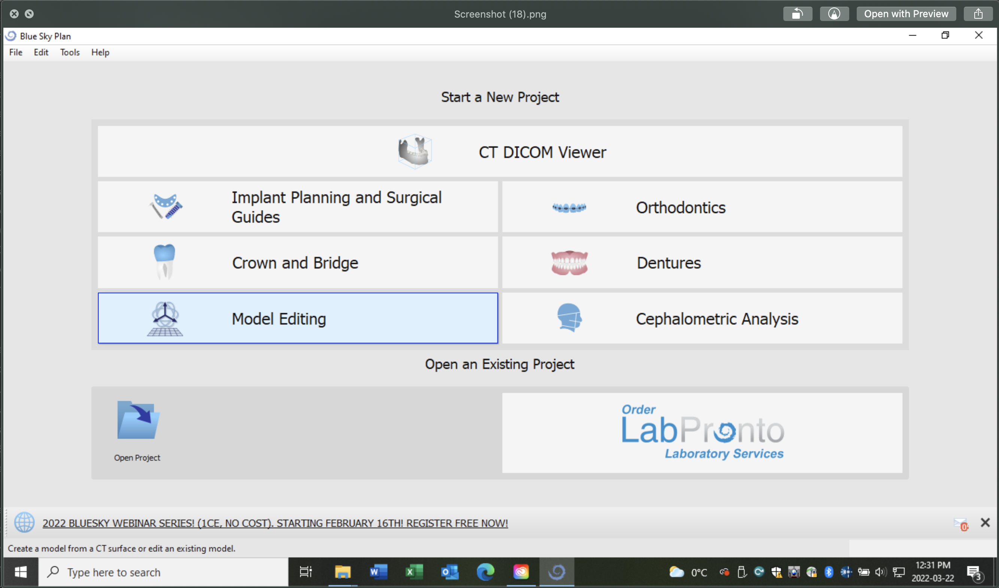 Screenshot (18).png
Open with Preview
Blue Sky Plan
File Edit Tools Help
Start a New Project
CT DICOM Viewer
Implant Planning and Surgical
Guides
Orthodontics
Crown and Bridge
Dentures
Model Editing
Cephalometric Analysis
Open an Existing Project
Open Project
Order
LabPronto
Laboratory Services
2022 BLUESKY WEBINAR SERIES! (1CE, NO COST). STARTING FEBRUARY 16TH! REGISTER FREE NOW!
Create a model from a CT surface or edit an existing model.
Type here to search
0°C
12:31 PM
2022-03-22
3